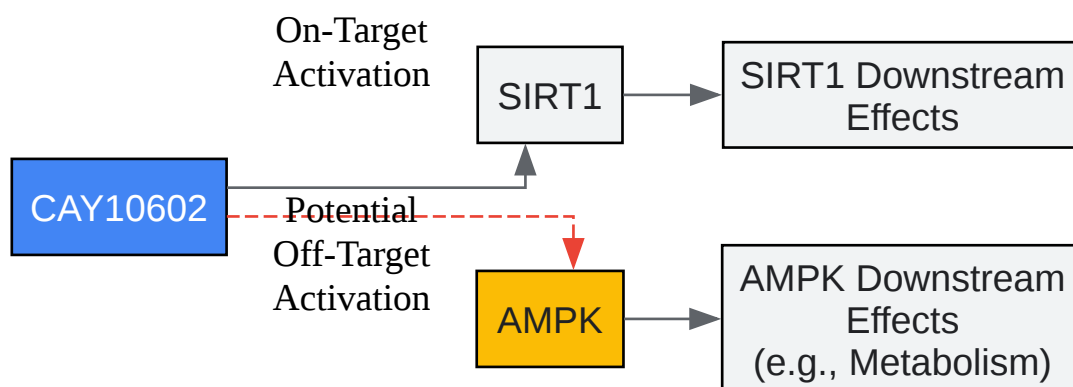 On-Target
Activation
SIRT1
SIRT1 Downstream
Effects
CAY10602
Potential
Off-Target
Activation
AMPK
AMPK Downstream
Effects
(e.g., Metabolism)